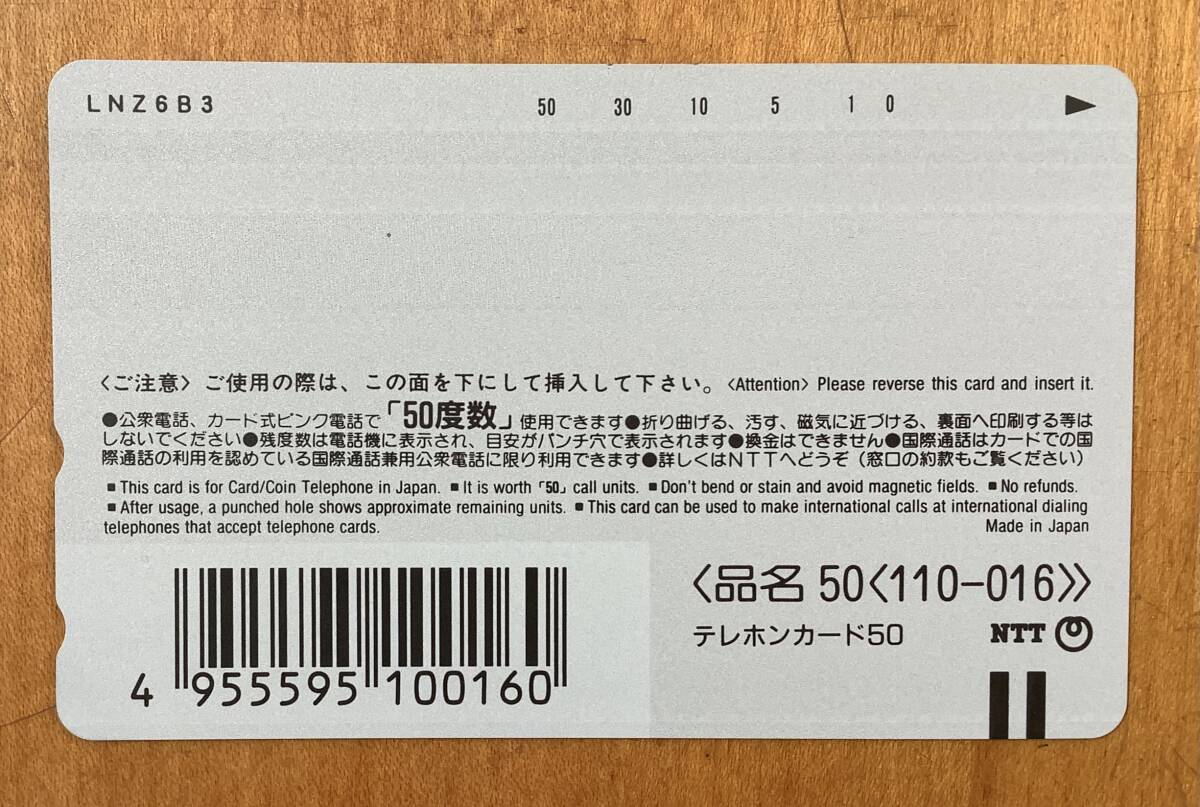 LNZ6B3 50 30 10 5 1 0 ▶
〈ご注意〉ご使用の際は、この面を下にして挿入して下さい。〈Attention〉Please reverse this card and insert it.
●公衆電話、カード式ピンク電話で「50度数」使用できます●折り曲げる、汚す、磁気に近づける、裏面へ印刷する等は
しないでください●残度数は電話機に表示され、目安がパンチ穴で表示されます●換金はできません●国際通話はカードでの国
際通話の利用を認めている国際通話兼用公衆電話に限り利用できます●詳しくはNTTへどうぞ（窓口の約款もご覧ください）
■This card is for Card/Coin Telephone in Japan. ■It is worth「50」call units. ■Don't bend or stain and avoid magnetic fields. ■No refunds.
■After usage, a punched hole shows approximate remaining units. ■This card can be used to make international calls at international dialing
telephones that accept telephone cards. Made in Japan
〈品名 50〈110-016〉〉
テレホンカード50 NTT
4 955595 100160